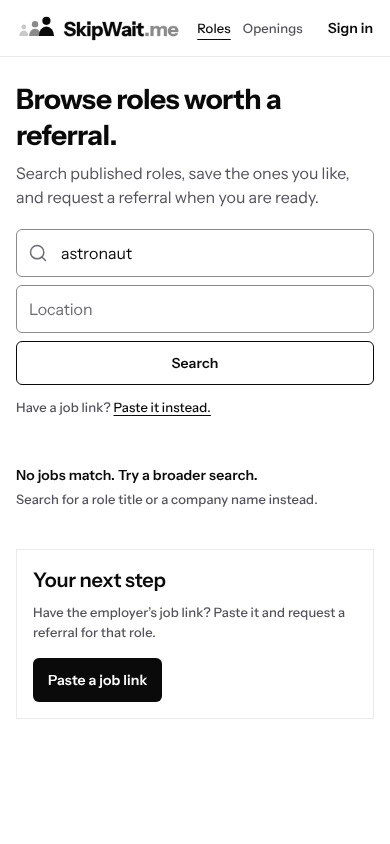 SkipWait.me
Roles
Openings
Sign in
Browse roles worth a
referral.
Search published roles, save the ones you like,
and request a referral when you are ready.
astronaut
Location
Search
Have a job link? Paste it instead.
No jobs match. Try a broader search.
Search for a role title or a company name instead.
Your next step
Have the employer's job link? Paste it and request a
referral for that role.
Paste a job link